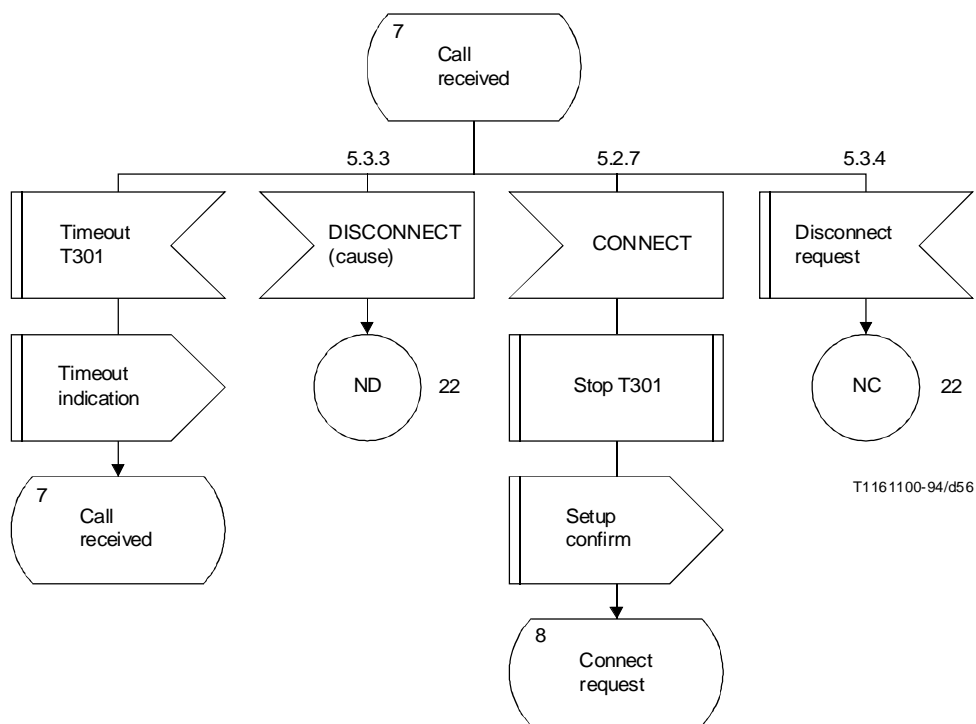 7
Call
received
5.3.3
5.2.7
5.3.4
Timeout
T301
DISCONNECT
(cause)
CONNECT
Disconnect
request
Timeout
indication
ND
22
Stop T301
NC
22
T1161100-94/d56
7
Call
received
Setup
confirm
8
Connect
request